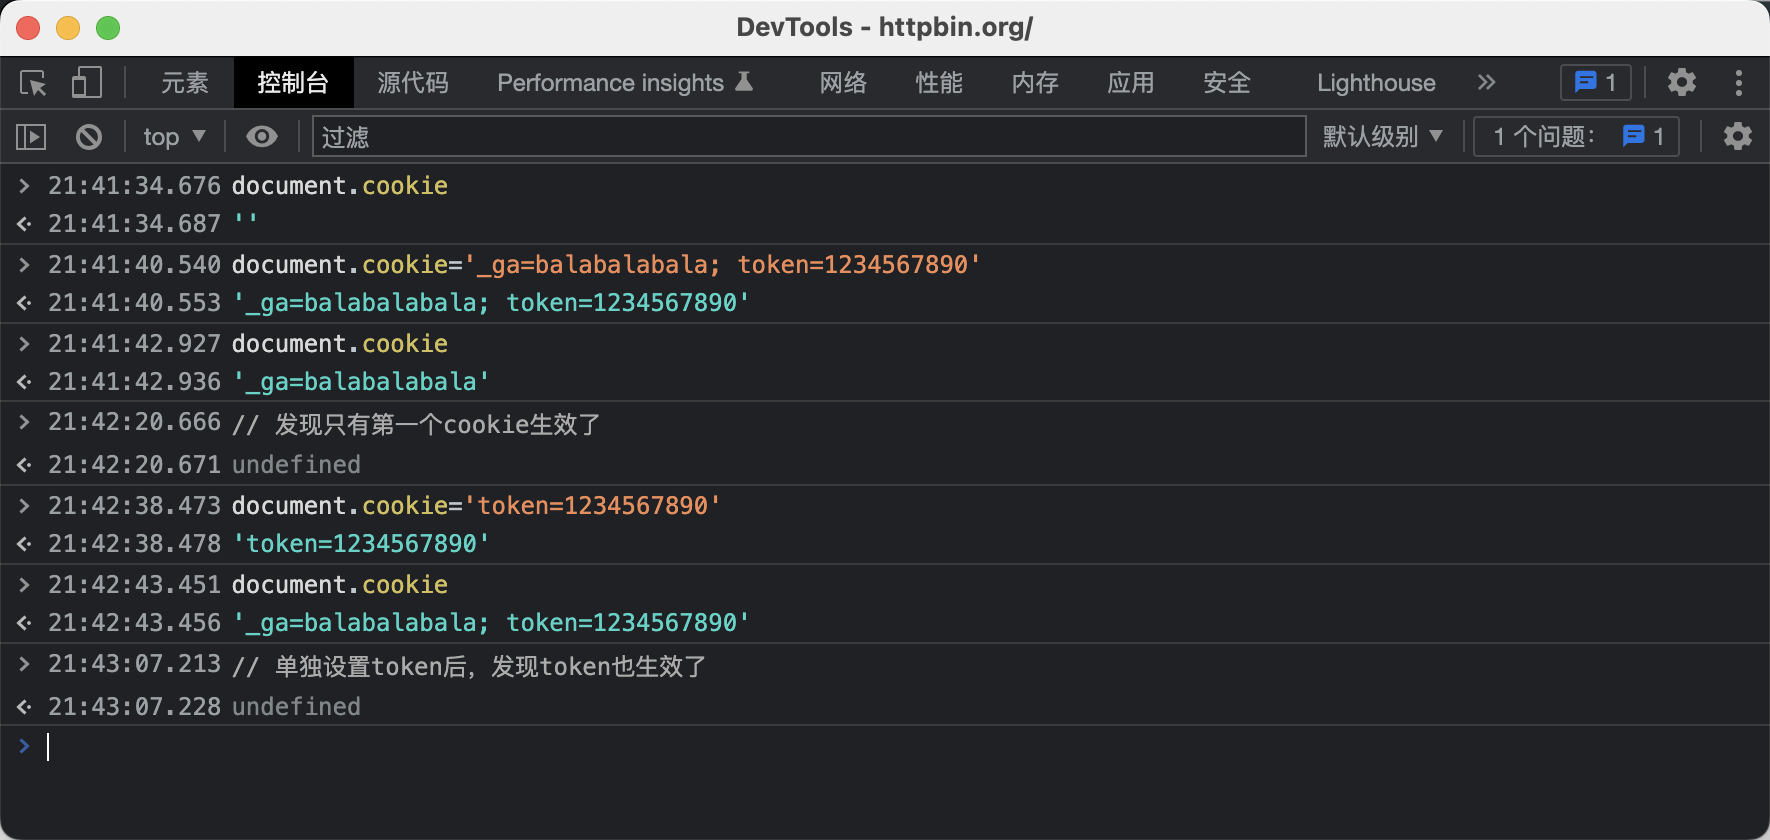 DevTools - httpbin.org/
元素 控制台 源代码 Performance insights 网络 性能 内存 应用 安全 Lighthouse 1
top 过滤 默认级别 1 个问题: 1
> 21:41:34.676 document.cookie
21:41:34.687 ''
> 21:41:40.540 document.cookie='_ga=balabalabala; token=1234567890'
21:41:40.553 '_ga=balabalabala; token=1234567890'
> 21:41:42.927 document.cookie
21:41:42.936 '_ga=balabalabala'
> 21:42:20.666 // 发现只有第一个cookie生效了
21:42:20.671 undefined
> 21:42:38.473 document.cookie='token=1234567890'
21:42:38.478 'token=1234567890'
> 21:42:43.451 document.cookie
21:42:43.456 '_ga=balabalabala; token=1234567890'
> 21:43:07.213 // 单独设置token后，发现token也生效了
21:43:07.228 undefined
>